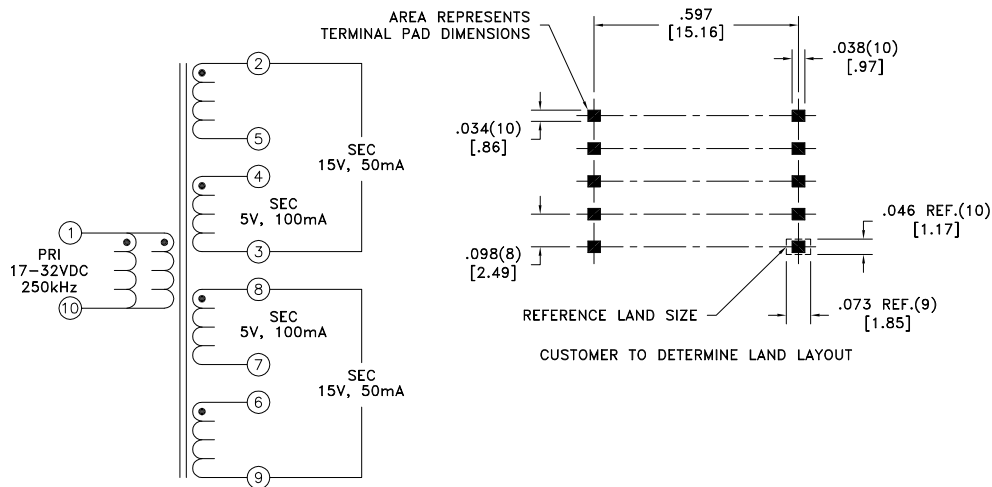 AREA REPRESENTS
TERMINAL PAD DIMENSIONS
.597
[15.16]
.038(10)
[.97]
.034(10)
[.86]
.098(8)
[2.49]
.046 REF.(10)
[1.17]
.073 REF.(9)
[1.85]
REFERENCE LAND SIZE
CUSTOMER TO DETERMINE LAND LAYOUT
1
PRI
17-32VDC
250kHz
10
2
5
SEC
15V, 50mA
4
SEC
5V, 100mA
3
8
SEC
5V, 100mA
7
SEC
15V, 50mA
6
9